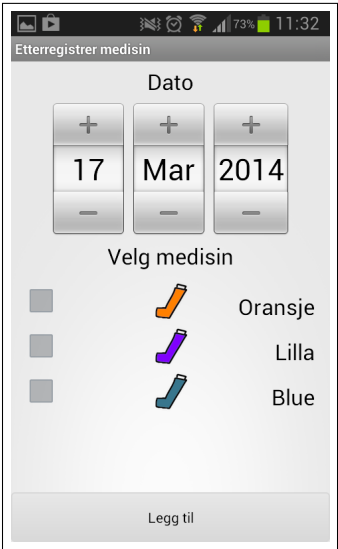 73% 11:32
Etterregistrer medisin
Dato
+ + +
17 Mar 2014
− − −
Velg medisin
Oransje
Lilla
Blue
Legg til